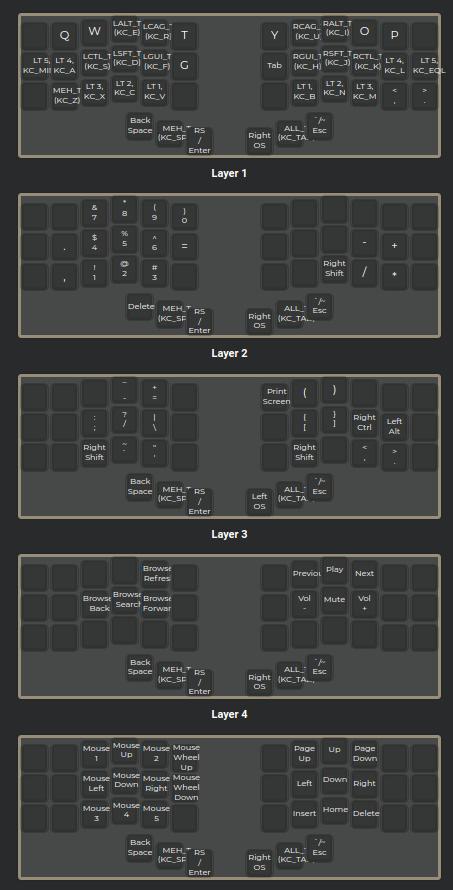 Q W LALT_T (KC_E) LCAG_T (KC_R) T
Y RCAG_ (KC_U) RALT_T (KC_I) O P
LT 5, KC_MI LT 4, KC_A LCTL_T (KC_S) LSFT_T (KC_D) LGUI_T (KC_F) G
Tab RGUI_T (KC_H) RSFT_T (KC_J) RCTL_T (KC_K) LT 4, KC_L LT 5, KC_EQL
MEH_T (KC_Z) LT 3, KC_X LT 2, KC_C LT 1, KC_V
LT 1, KC_B LT 2, KC_N LT 3, KC_M < , > .
Back Space MEH_T (KC_SP RS / Enter
Right OS ALL_T (KC_TA `/~ Esc
Layer 1
& 7 * 8 ( 9 ) 0
. $ 4 % 5 ^ 6 =
- +
, ! 1 @ 2 # 3
Right Shift / *
Delete MEH_T (KC_SP RS / Enter
Right OS ALL_T (KC_TA `/~ Esc
Layer 2
_ - + =
Print Screen ( )
: ; ? / | \
{ [ } ] Right Ctrl Left Alt
Right Shift ~ ` " '
Right Shift < , > .
Back Space MEH_T (KC_SP RS / Enter
Left OS ALL_T (KC_TA `/~ Esc
Layer 3
Browse Refres
Previou Play Next
Browse Back Browse Search Browse Forwar
Vol - Mute Vol +
Back Space MEH_T (KC_SP RS / Enter
Right OS ALL_T (KC_TA `/~ Esc
Layer 4
Mouse 1 Mouse Up Mouse 2 Mouse Wheel Up
Page Up Up Page Down
Mouse Left Mouse Down Mouse Right Mouse Wheel Down
Left Down Right
Mouse 3 Mouse 4 Mouse 5
Insert Home Delete
Back Space MEH_T (KC_SP RS / Enter
Right OS ALL_T (KC_TA `/~ Esc